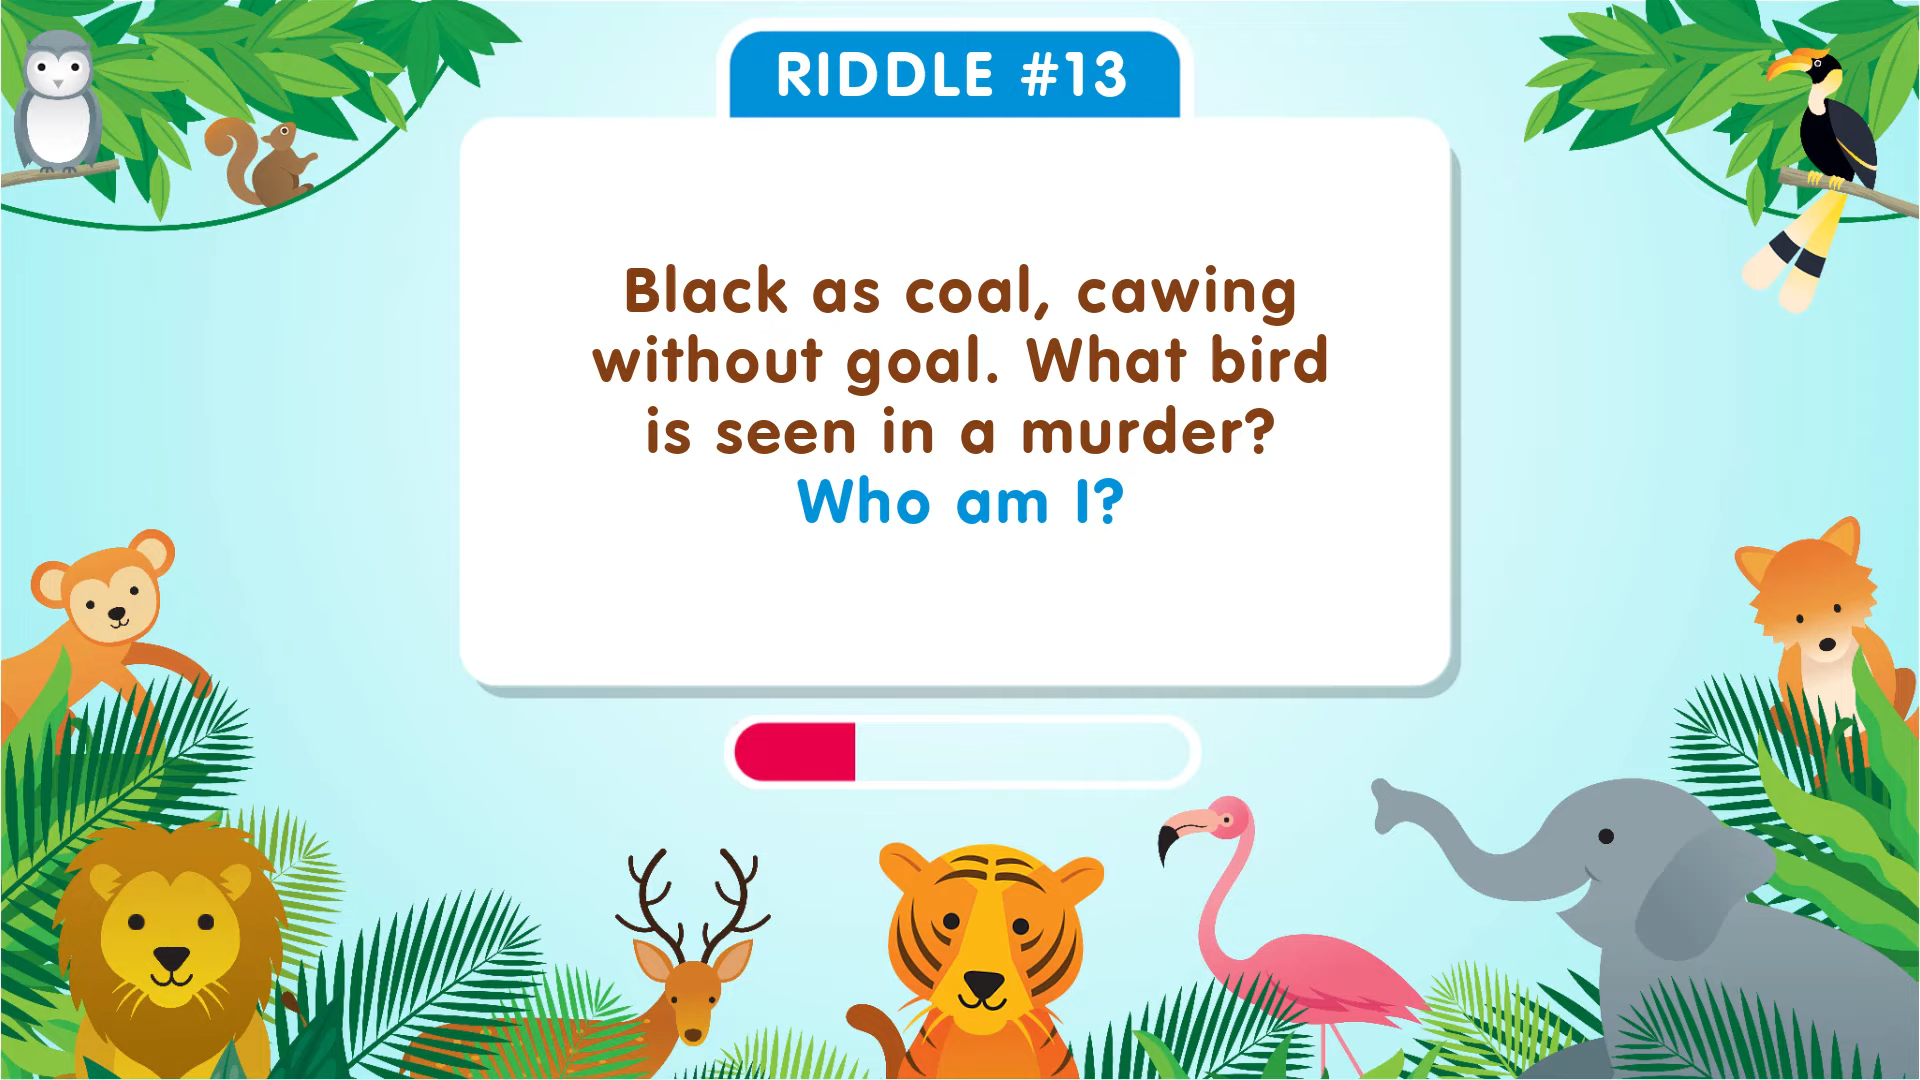 RIDDLE #13
Black as coal, cawing
without goal. What bird
is seen in a murder?
Who am I?